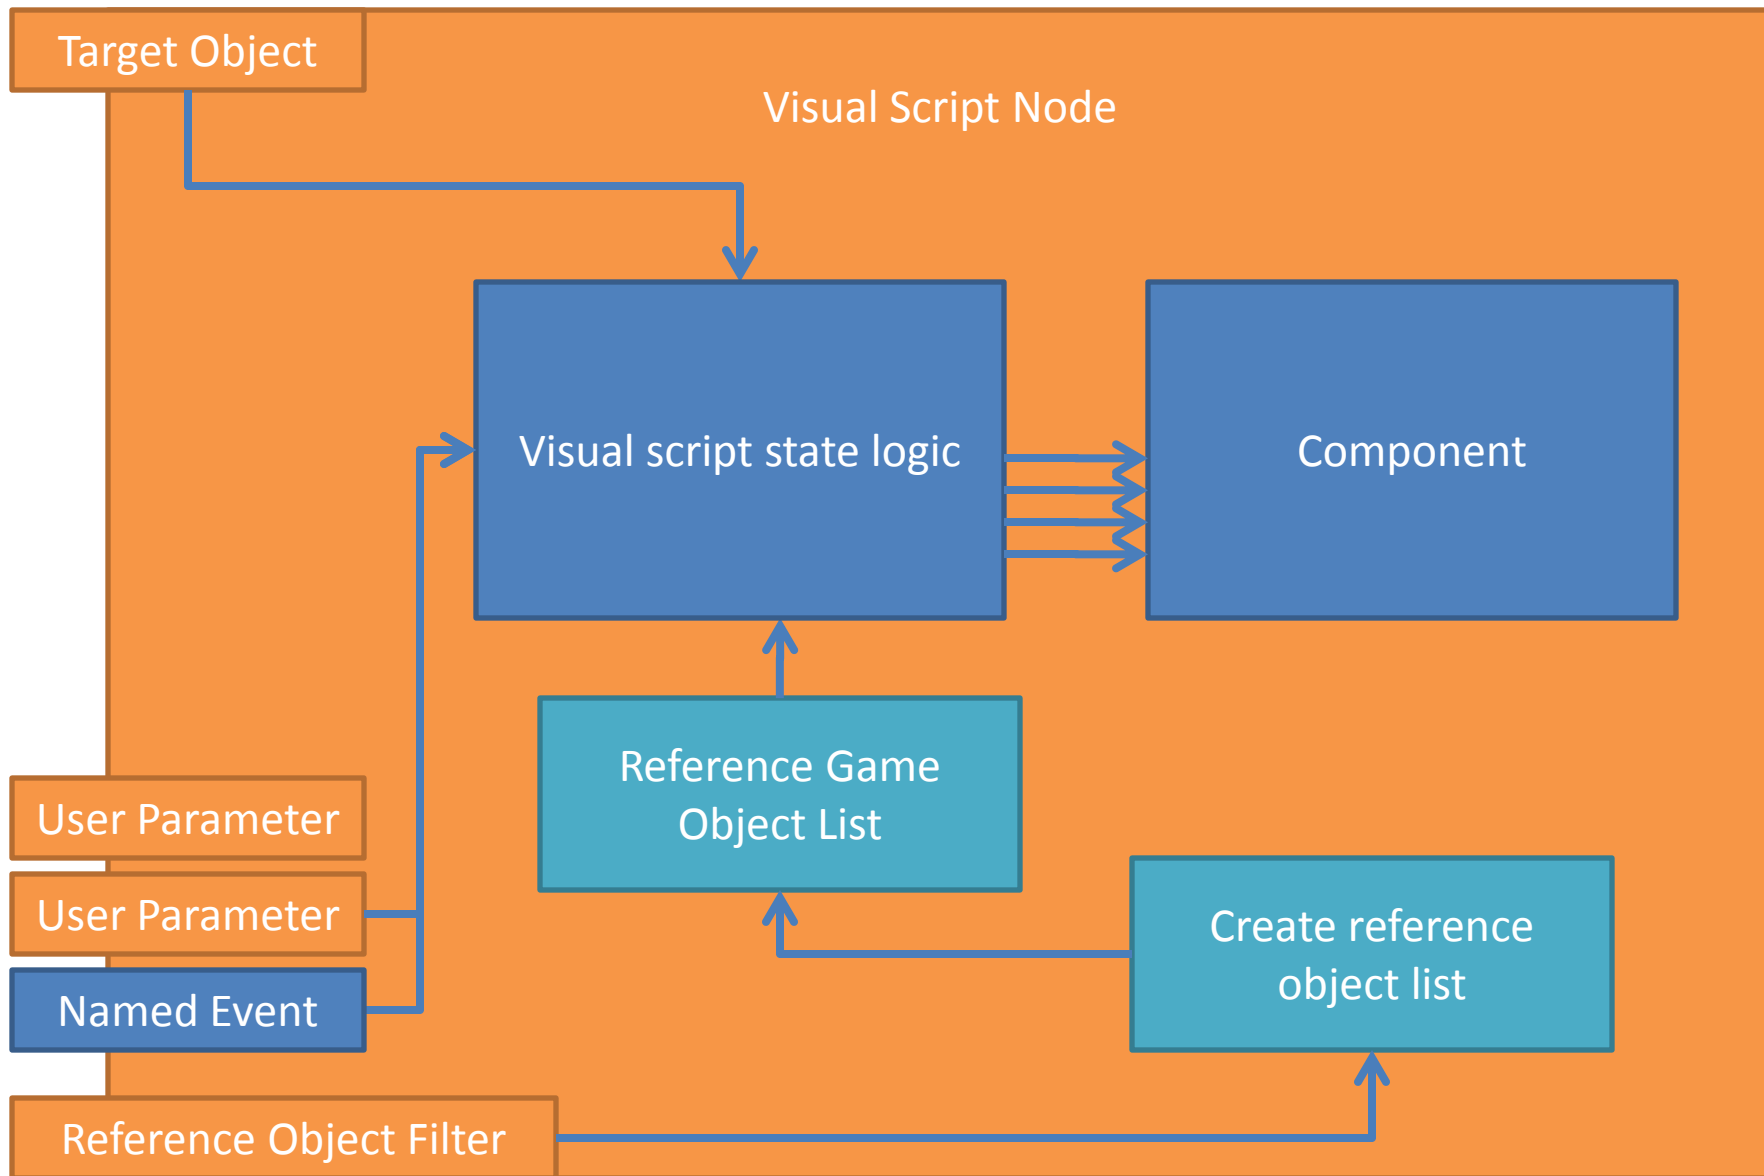 Target Object
Visual Script Node
Visual script state logic
Component
Reference Game
Object List
User Parameter
User Parameter
Create reference
object list
Named Event
Reference Object Filter